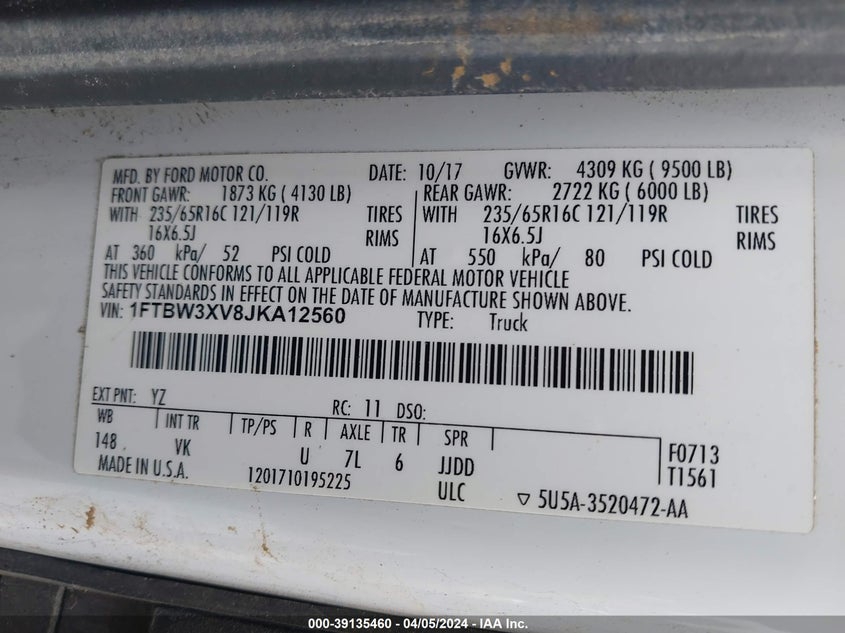 MFD. BY FORD MOTOR CO. DATE: 10/17 GVWR: 4309 KG ( 9500 LB)
FRONT GAWR: 1873 KG ( 4130 LB) REAR GAWR: 2722 KG ( 6000 LB)
WITH 235/65R16C 121/119R TIRES WITH 235/65R16C 121/119R TIRES
16X6.5J RIMS 16X6.5J RIMS
AT 360 kPa/ 52 PSI COLD AT 550 kPa/ 80 PSI COLD
THIS VEHICLE CONFORMS TO ALL APPLICABLE FEDERAL MOTOR VEHICLE
SAFETY STANDARDS IN EFFECT ON THE DATE OF MANUFACTURE SHOWN ABOVE.
VIN: 1FTBW3XV8JKA12560 TYPE: Truck
EXT PNT: YZ RC: 11 DSO:
WB INT TR TP/PS R AXLE TR SPR F0713
148 VK U 7L 6 JJDD T1561
MADE IN U.S.A. 1201710195225 ULC ▽ 5U5A-3520472-AA
000-39135460 - 04/05/2024 - IAA Inc.